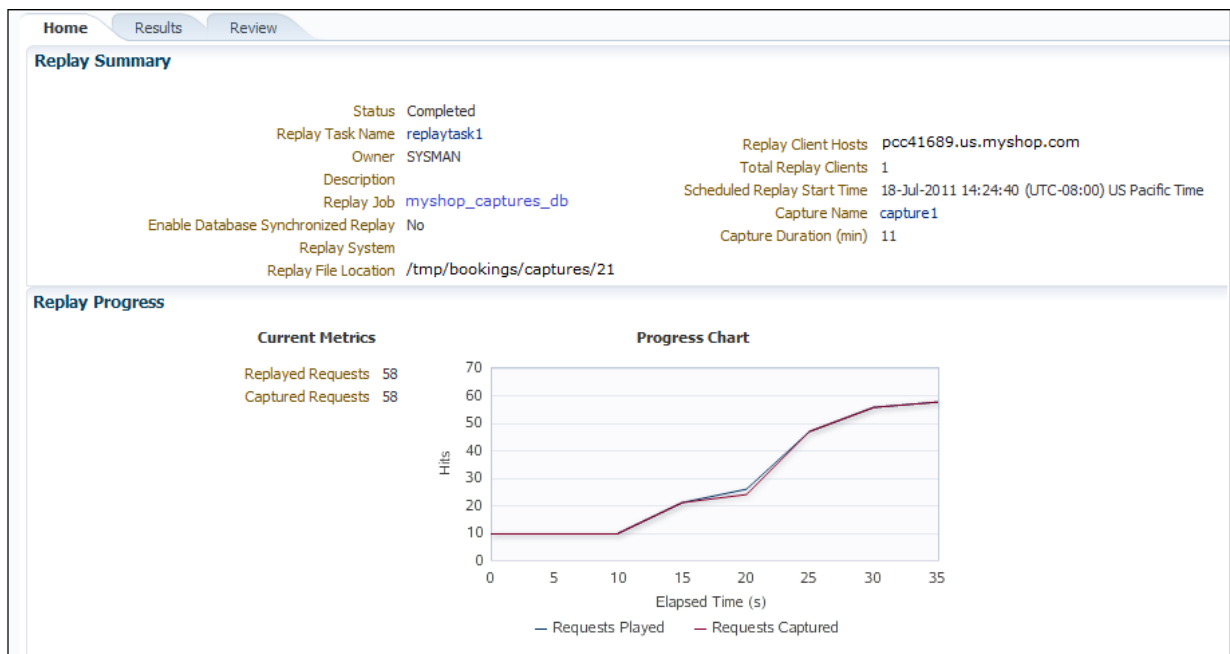 Home Results Review
Replay Summary
Status Completed
Replay Task Name replaytask1
Owner SYSMAN
Description
Replay Job myshop_captures_db
Enable Database Synchronized Replay No
Replay System
Replay File Location /tmp/bookings/captures/21
Replay Client Hosts pcc41689.us.myshop.com
Total Replay Clients 1
Scheduled Replay Start Time 18-Jul-2011 14:24:40 (UTC-08:00) US Pacific Time
Capture Name capture1
Capture Duration (min) 11
Replay Progress
Current Metrics
Replayed Requests 58
Captured Requests 58
Progress Chart
70
60
50
40
30
20
10
0
Hits
0 5 10 15 20 25 30 35
Elapsed Time (s)
Requests Played Requests Captured